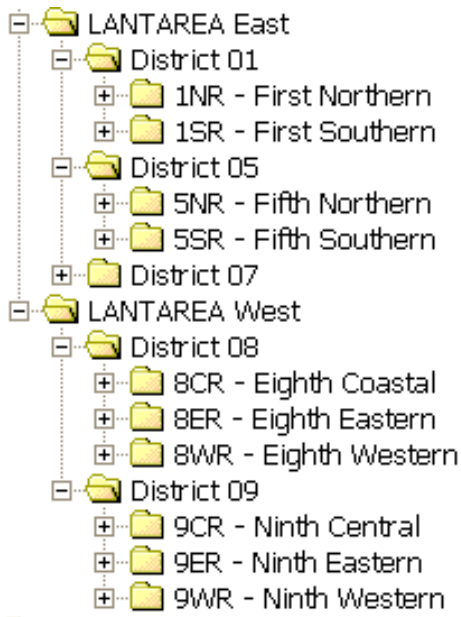 LANTAREA East
District 01
1NR - First Northern
1SR - First Southern
District 05
5NR - Fifth Northern
5SR - Fifth Southern
District 07
LANTAREA West
District 08
8CR - Eighth Coastal
8ER - Eighth Eastern
8WR - Eighth Western
District 09
9CR - Ninth Central
9ER - Ninth Eastern
9WR - Ninth Western